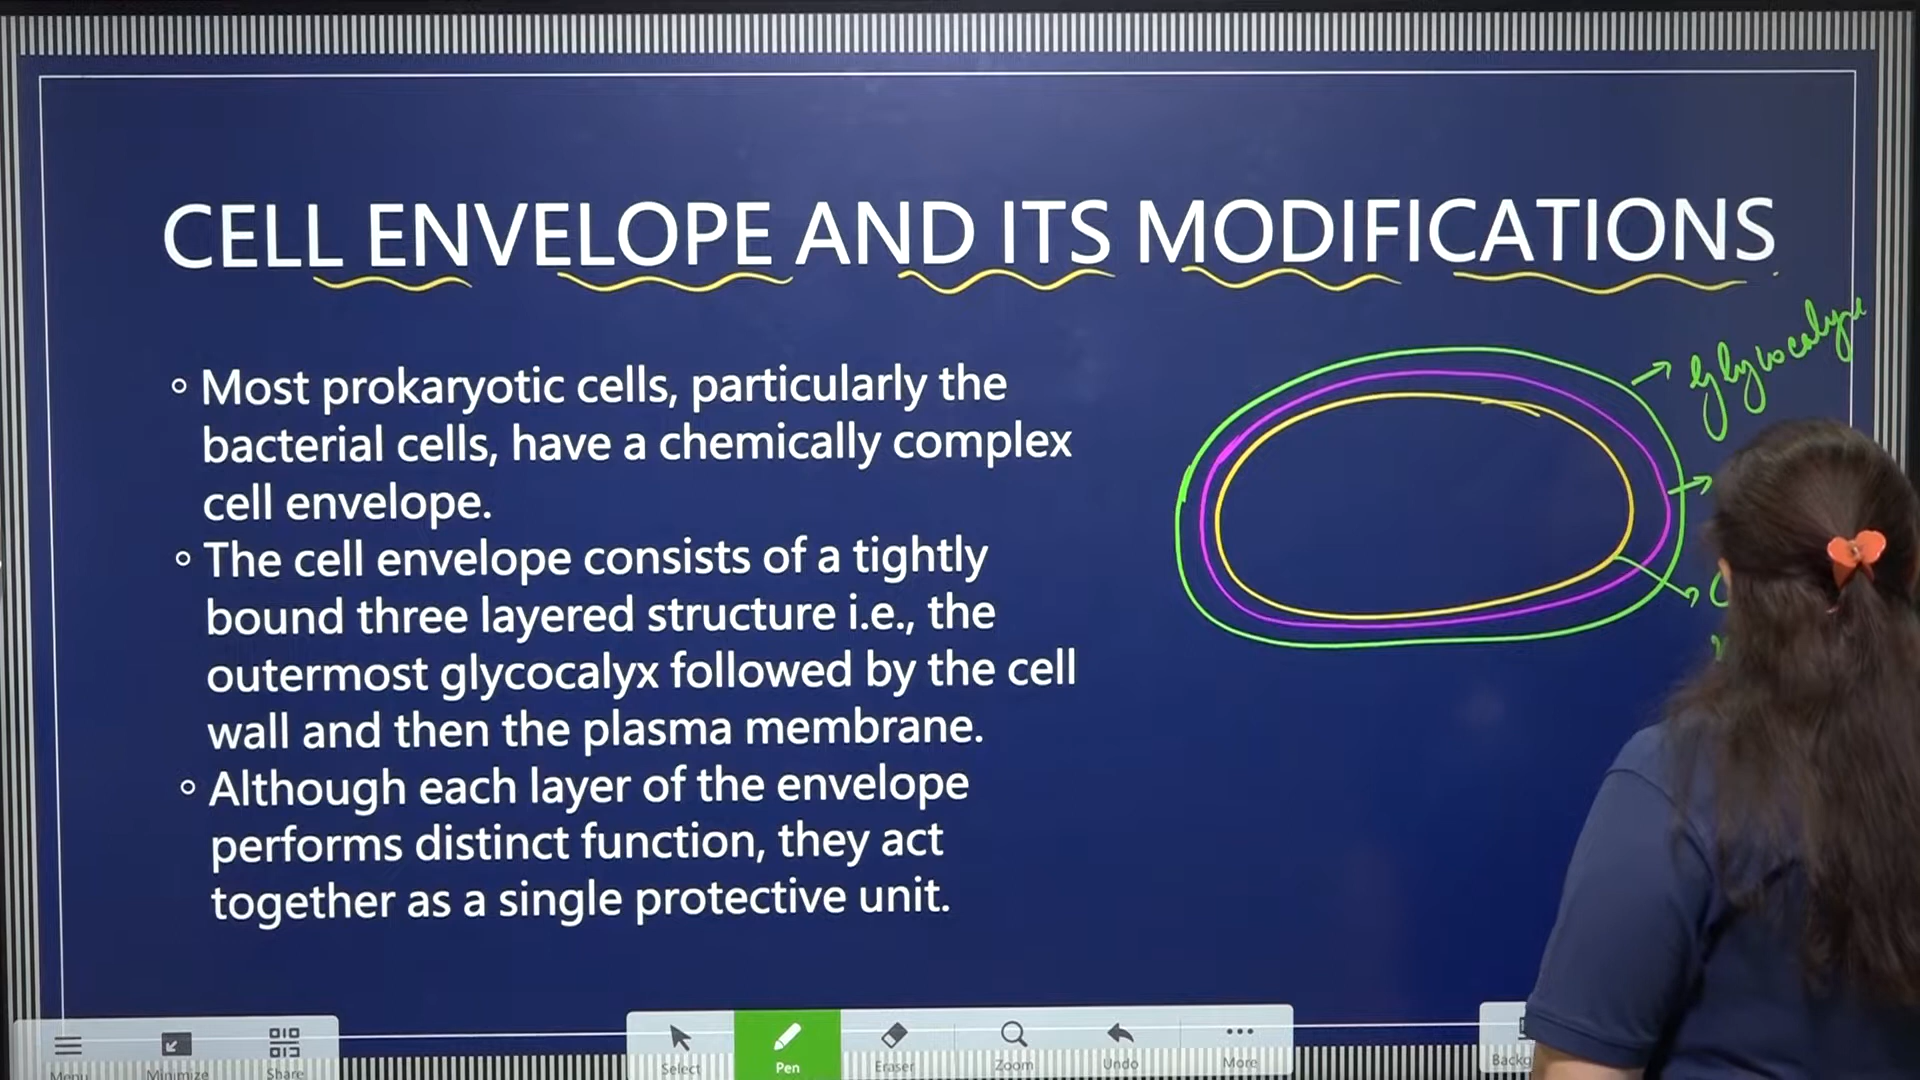 CELL ENVELOPE AND ITS MODIFICATIONS
Glycocalyx
◦ Most prokaryotic cells, particularly the
bacterial cells, have a chemically complex
cell envelope.
◦ The cell envelope consists of a tightly
bound three layered structure i.e., the
outermost glycocalyx followed by the cell
wall and then the plasma membrane.
◦ Although each layer of the envelope
performs distinct function, they act
together as a single protective unit.
Menu Minimize Share Select Pen Eraser Zoom Undo More